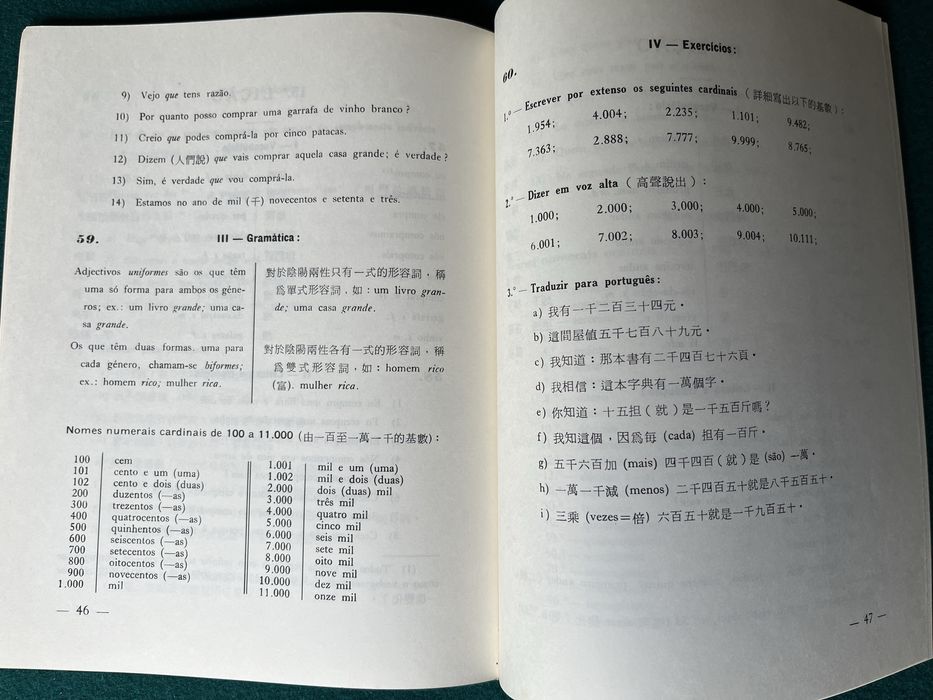 9) Vejo que tens razão.
10) Por quanto posso comprar uma garrafa de vinho branco?
11) Creio que podes comprá-la por cinco patacas.
12) Dizem (人們說) que vais comprar aquela casa grande; é verdade?
13) Sim, é verdade que vou comprá-la.
14) Estamos no ano de mil (千) novecentos e setenta e três.
59. III — Gramática:
Adjectivos uniformes são os que têm
uma só forma para ambos os géne-
ros; ex.: um livro grande; uma ca-
sa grande.
Os que têm duas formas. uma para
cada género, chamam-se biformes;
ex.: homem rico; mulher rica.
對於陰陽兩性只有一式的形容詞,稱
爲單式形容詞,如:um livro gran-
de; uma casa grande.
對於陰陽兩性各有一式的形容詞,稱
爲雙式形容詞,如:homem rico
(富). mulher rica.
Nomes numerais cardinais de 100 a 11.000 (由一百至一萬一千的基數):
100 cem
101 cento e um (uma)
102 cento e dois (duas)
200 duzentos (—as)
300 trezentos (—as)
400 quatrocentos (—as)
500 quinhentos (—as)
600 seiscentos (—as)
700 setecentos (—as)
800 oitocentos (—as)
900 novecentos (—as)
1.000 mil
1.001 mil e um (uma)
1.002 mil e dois (duas)
2.000 dois (duas) mil
3.000 três mil
4.000 quatro mil
5.000 cinco mil
6.000 seis mil
7.000 sete mil
8.000 oito mil
9.000 nove mil
10.000 dez mil
11.000 onze mil
— 46 —
IV — Exercícios:
60.
1.º — Escrever por extenso os seguintes cardinais (詳細寫出以下的基數):
1.954; 4.004; 2.235; 1.101; 9.482;
7.363; 2.888; 7.777; 9.999; 8.765;
2.º — Dizer em voz alta (高聲說出):
1.000; 2.000; 3.000; 4.000; 5.000;
6.001; 7.002; 8.003; 9.004; 10.111;
3.º — Traduzir para português:
a) 我有一千二百三十四元。
b) 這間屋値五千七百八十九元。
c) 我知道:那本書有二千四百七十六頁。
d) 我相信:這本字典有一萬個字。
e) 你知道:十五担(就)是一千五百斤嗎?
f) 我知道這個,因爲每 (cada) 担有一百斤。
g) 五千六百加 (mais) 四千四百(就)是 (são) 一萬。
h) 一萬一千減 (menos) 二千四百五十就是八千五百五十。
i) 三乘 (vezes=倍) 六百五十就是一千九百五十。
— 47 —